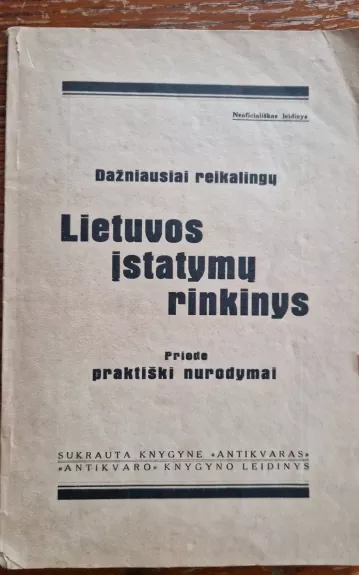 Neoficiališkas leidinys
Dažniausiai reikalingų
Lietuvos
įstatymų
rinkinys
Priede
praktiški nurodymai
SUKRAUTA KNYGYNE «ANTIKVARAS»
«ANTIKVARO» KNYGYNO LEIDINYS